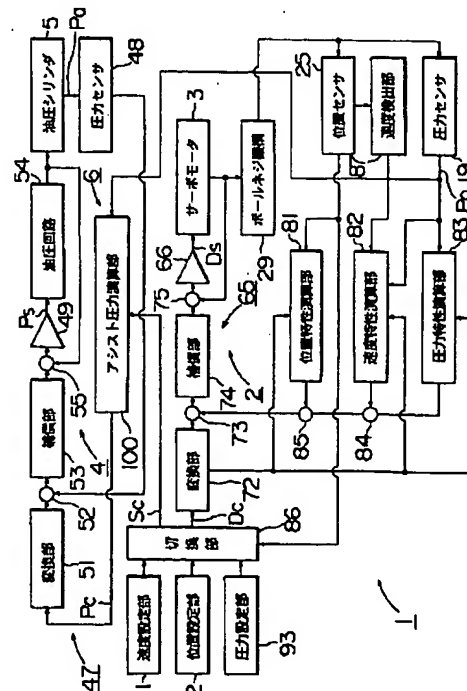 油圧シリンダ
5
Pa
圧力センサ
48
油圧回路
54
Ps
49
55
補償部
53
4
52
変換部
51
47
Pc
アシスト圧力演算部
6
100
Sc
サーボモータ
3
66
Ds
ボールネジ機構
29
75
補償部
74
65
2
73
変換部
72
Dc
切換部
86
速度設定部
1
位置設定部
2
圧力設定部
93
位置センサ
25
速度検出部
87
圧力センサ
19
位置特性演算部
81
速度特性演算部
82
圧力特性演算部
83
85
84
1